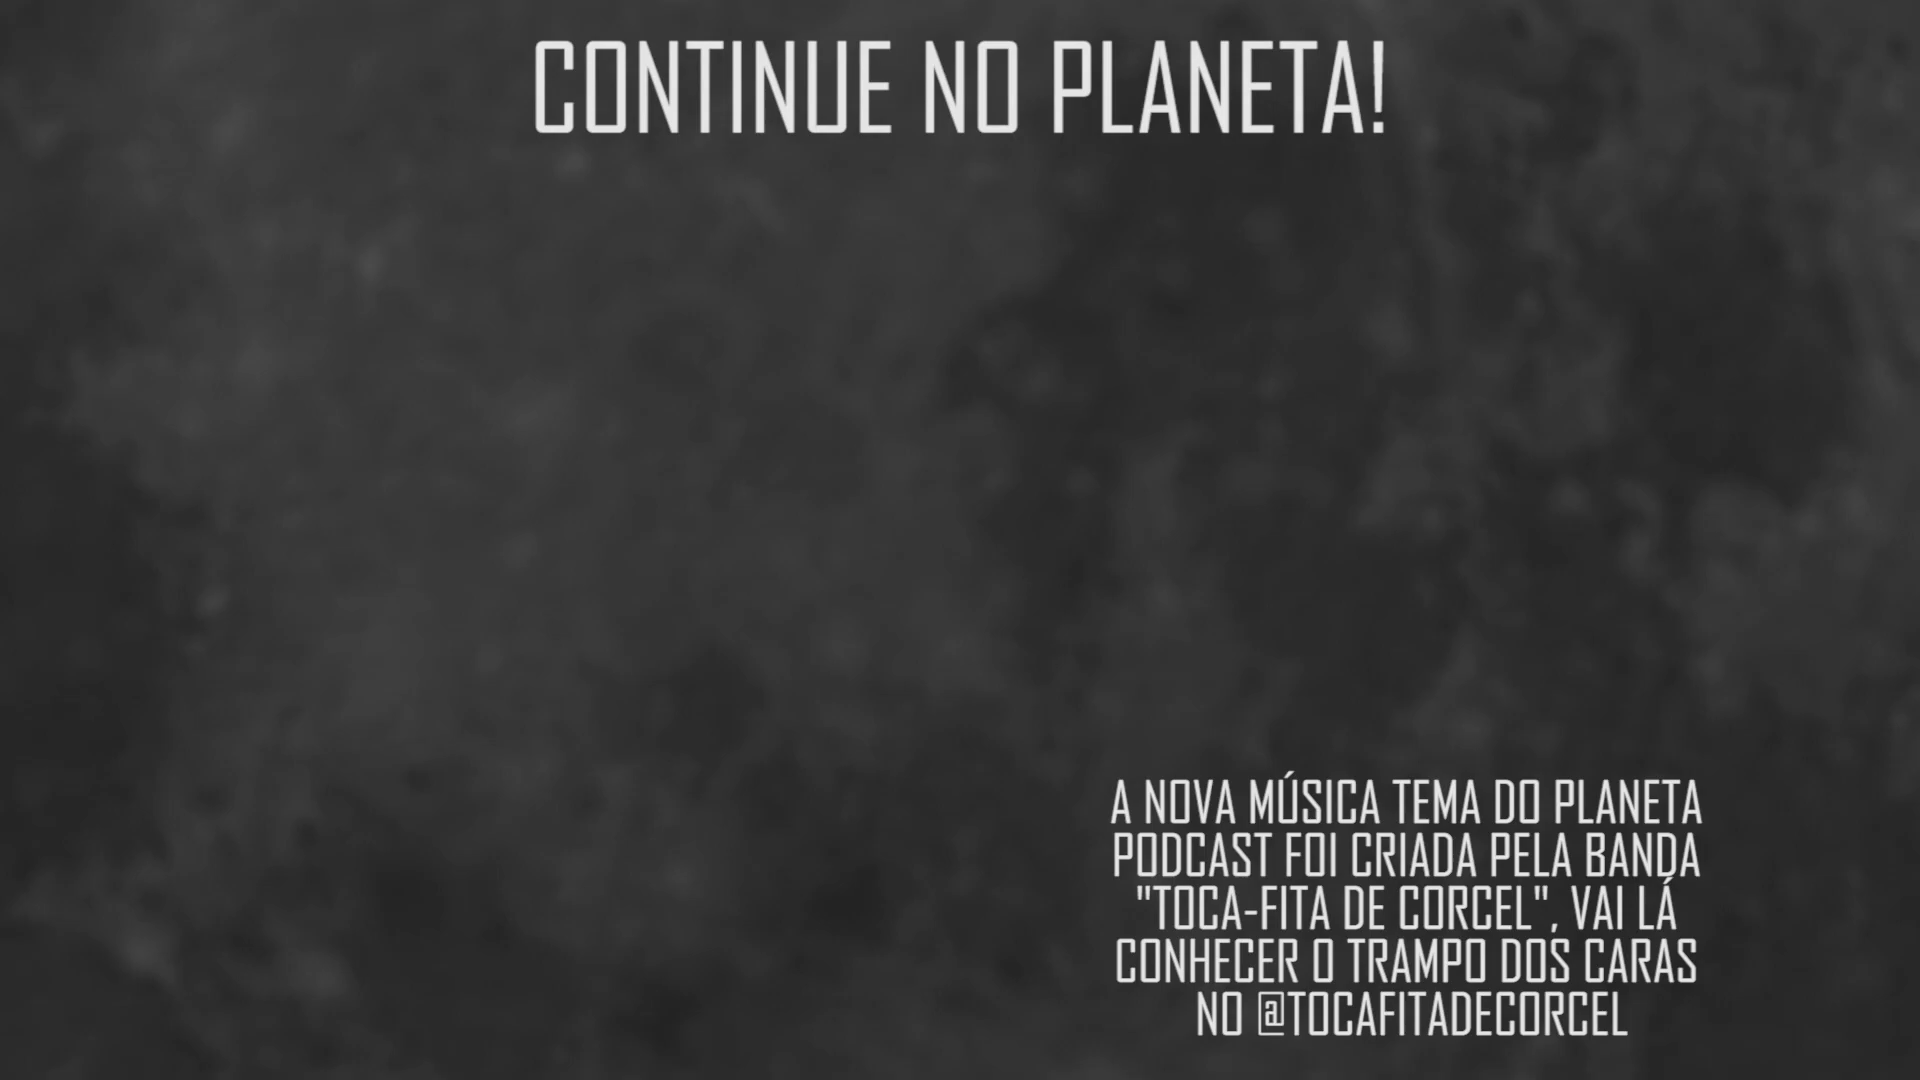 CONTINUE NO PLANETA!
A NOVA MÚSICA TEMA DO PLANETA
PODCAST FOI CRIADA PELA BANDA
"TOCA-FITA DE CORCEL", VAI LÁ
CONHECER O TRAMPO DOS CARAS
NO @TOCAFITADECORCEL